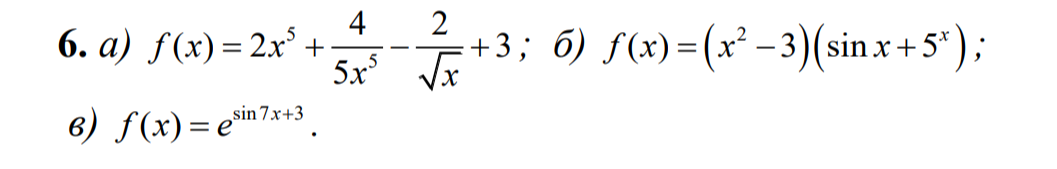 6. а) f(x) = 2x⁵ + 4/(5x⁵) − 2/√x + 3; б) f(x) = (x² − 3)(sin x + 5ˣ);
в) f(x) = e^(sin 7x+3).